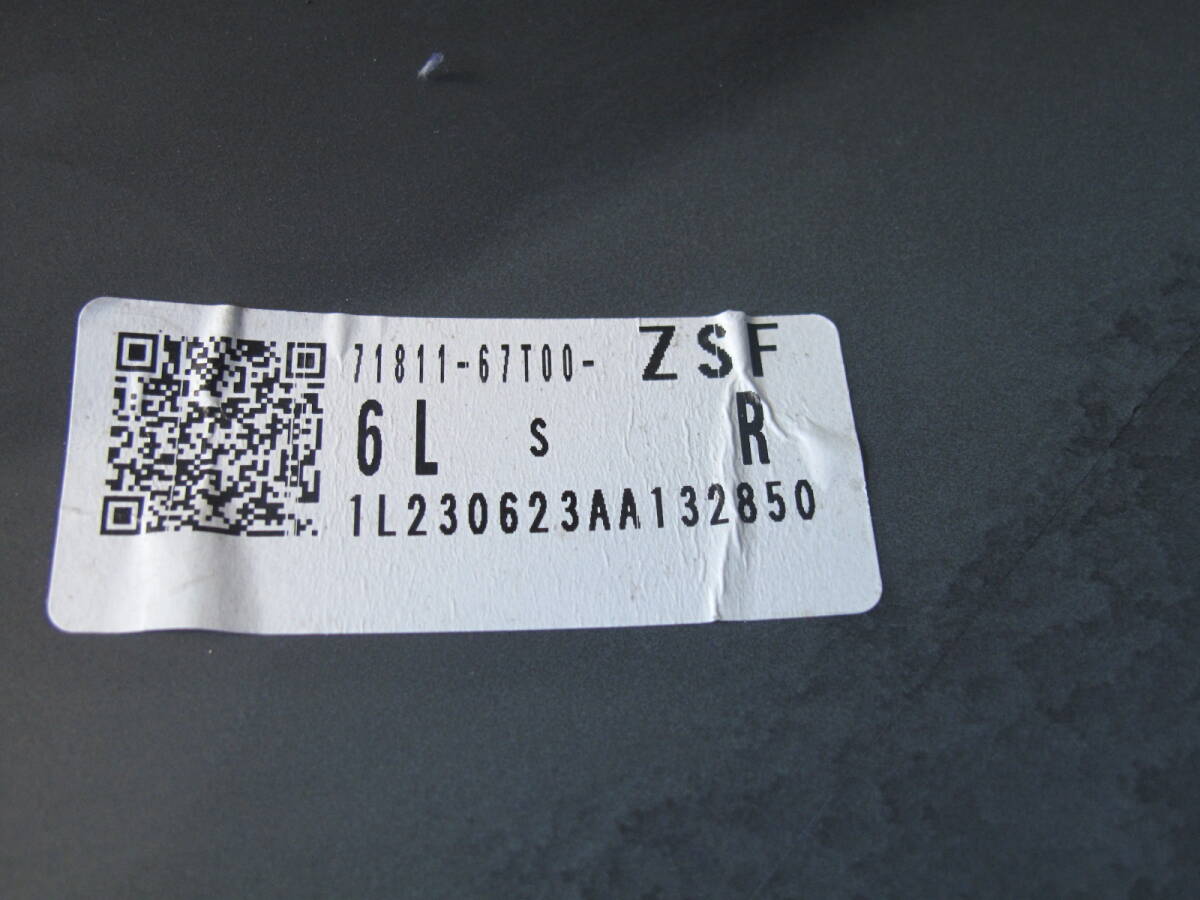 71811-67T00- ZSF
6L S R
1L230623AA132850